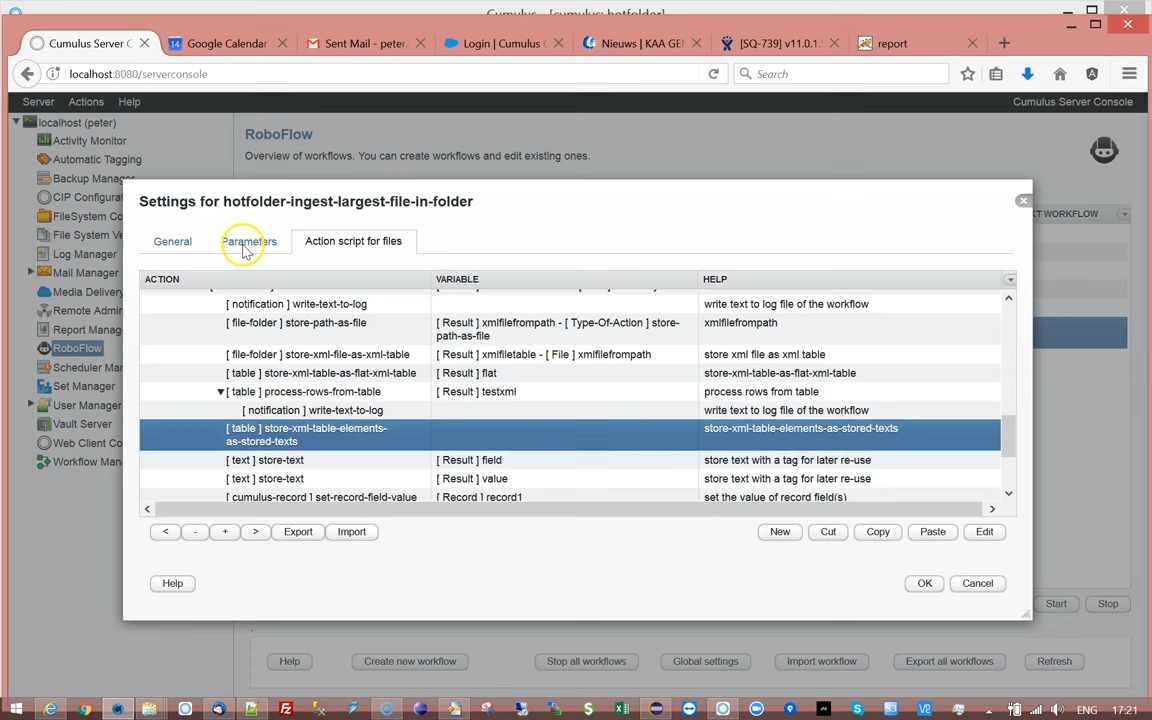 Cumulus - [cumulus: hotfolder]
Cumulus Server C
Google Calendar
Sent Mail - peter
Login | Cumulus
Nieuws | KAA GEN
[SQ-739] v11.0.1
report
localhost:8080/serverconsole
Search
Server Actions Help
Cumulus Server Console
localhost (peter)
Activity Monitor
Automatic Tagging
Backup Manager
CIP Configura
FileSystem Co
File System Ve
Log Manager
Mail Manager
Media Delivery
Remote Admi
Report Manag
RoboFlow
Scheduler Ma
Set Manager
User Manager
Vault Server
Web Client Co
Workflow Man
RoboFlow
Overview of workflows. You can create workflows and edit existing ones.
XT WORKFLOW
Settings for hotfolder-ingest-largest-file-in-folder
General Parameters Action script for files
ACTION VARIABLE HELP
[ notification ] write-text-to-log write text to log file of the workflow
[ file-folder ] store-path-as-file [ Result ] xmlfilefrompath - [ Type-Of-Action ] store- xmlfilefrompath
path-as-file
[ file-folder ] store-xml-file-as-xml-table [ Result ] xmlfiletable - [ File ] xmlfilefrompath store xml file as xml table
[ table ] store-xml-table-as-flat-xml-table [ Result ] flat store-xml-table-as-flat-xml-table
[ table ] process-rows-from-table [ Result ] testxml process rows from table
[ notification ] write-text-to-log write text to log file of the workflow
[ table ] store-xml-table-elements- store-xml-table-elements-as-stored-texts
as-stored-texts
[ text ] store-text [ Result ] field store text with a tag for later re-use
[ text ] store-text [ Result ] value store text with a tag for later re-use
[ cumulus-record ] set-record-field-value [ Record ] record1 set the value of record field(s)
< - + > Export Import New Cut Copy Paste Edit
Help OK Cancel
Start Stop
Help Create new workflow Stop all workflows Global settings Import workflow Export all workflows Refresh
ENG 17:21